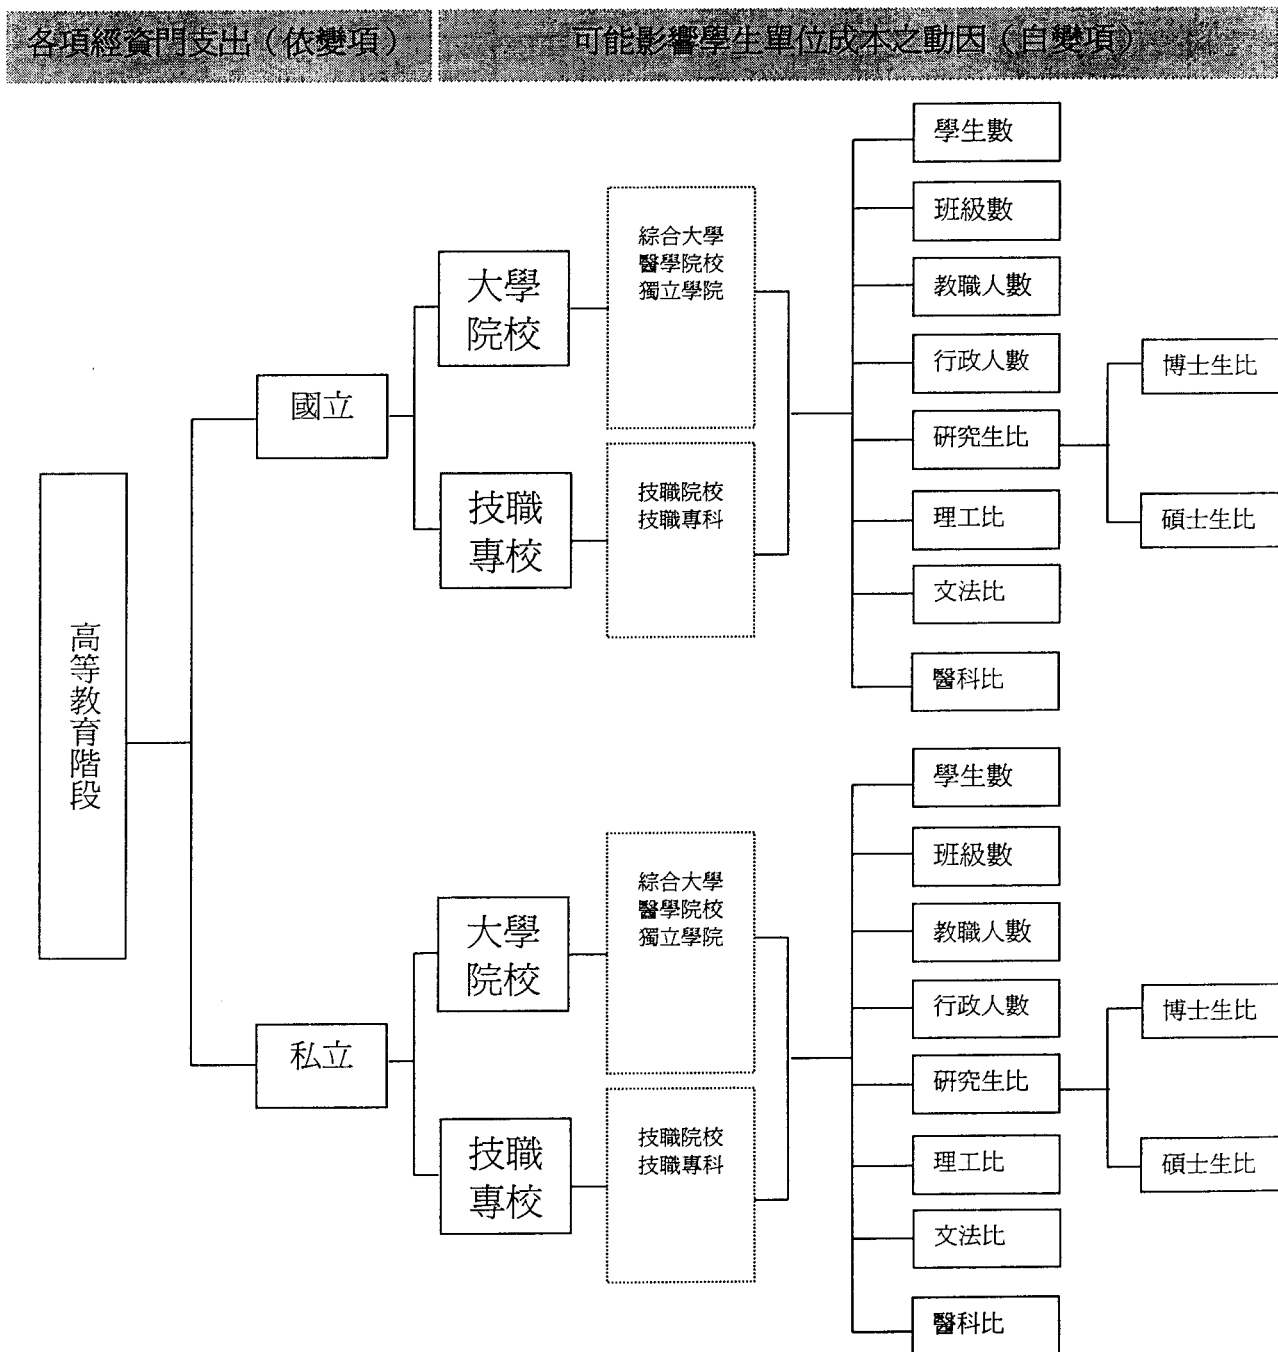 各項經資門支出（依變項）
可能影響學生單位成本之動因（自變項）
高等教育階段
國立
大學
院校
綜合大學
醫學院校
獨立學院
技職
專校
技職院校
技職專科
學生數
班級數
教職人數
行政人數
研究生比
博士生比
碩士生比
理工比
文法比
醫科比
私立
大學
院校
綜合大學
醫學院校
獨立學院
技職
專校
技職院校
技職專科
學生數
班級數
教職人數
行政人數
研究生比
博士生比
碩士生比
理工比
文法比
醫科比